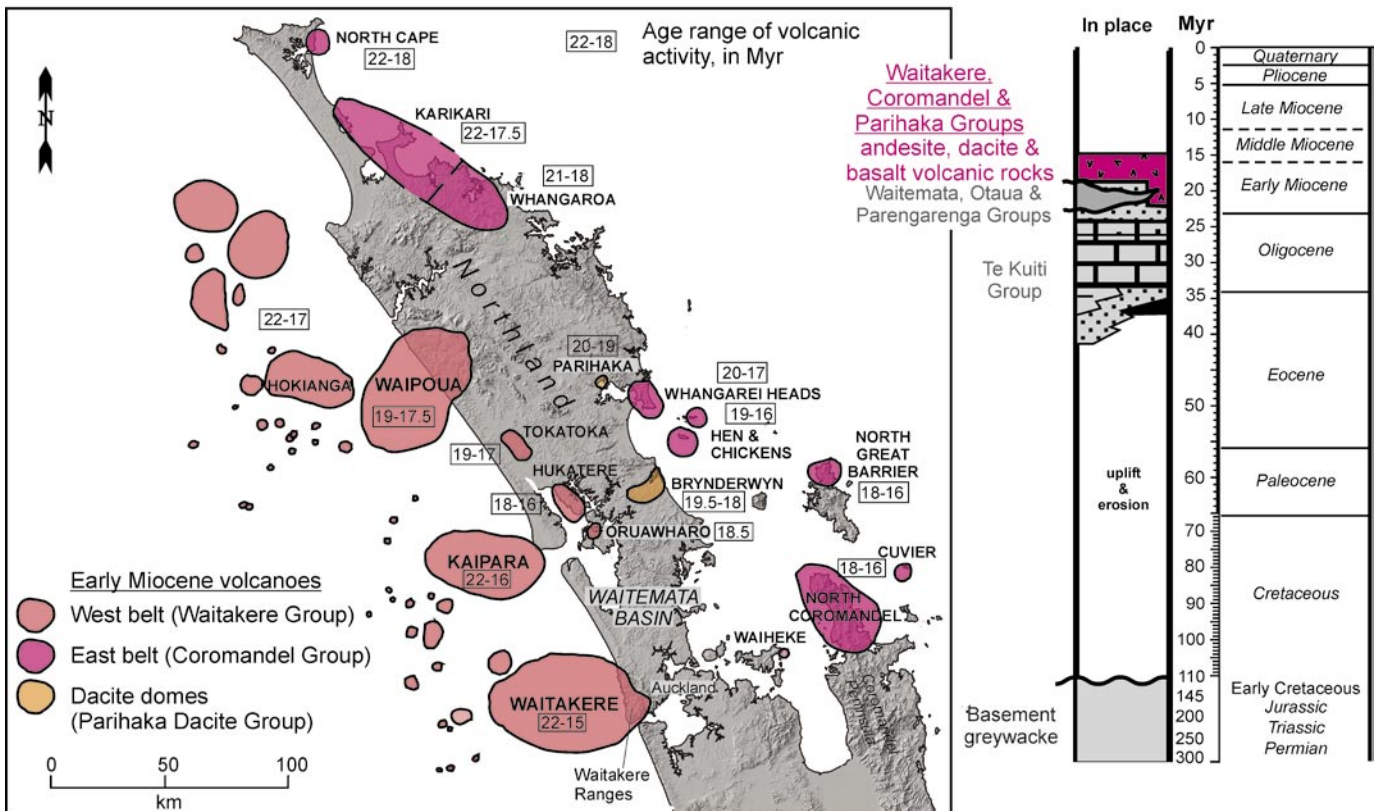 NORTH CAPE
22-18
22-18
Age range of volcanic
activity, in Myr
N
KARIKARI
22-17.5
21-18
WHANGAROA
Northland
22-17
HOKIANGA
WAIPOUA
19-17.5
20-19
PARIHAKA
20-17
WHANGAREI HEADS
19-16
HEN &
CHICKENS
TOKATOKA
19-17
HUKATERE
18-16
NORTH
GREAT
BARRIER
18-16
BRYNDERWYN
19.5-18
ORUAWHARO
18.5
KAIPARA
22-16
CUVIER
18-16
NORTH
COROMANDEL
WAITEMATA
BASIN
WAIHEKE
Auckland
Coromandel
Peninsula
WAITAKERE
22-15
Waitakere
Ranges
Early Miocene volcanoes
West belt (Waitakere Group)
East belt (Coromandel Group)
Dacite domes
(Parihaka Dacite Group)
0 50 100
km
In place
Myr
Waitakere,
Coromandel &
Parihaka Groups
andesite, dacite &
basalt volcanic rocks
Waitemata, Otaua &
Parengarenga Groups
Te Kuiti
Group
uplift
&
erosion
Basement
greywacke
0
5
10
15
20
25
30
35
40
50
60
70
80
90
100
110
145
200
250
300
Quaternary
Pliocene
Late Miocene
Middle Miocene
Early Miocene
Oligocene
Eocene
Paleocene
Cretaceous
Early Cretaceous
Jurassic
Triassic
Permian